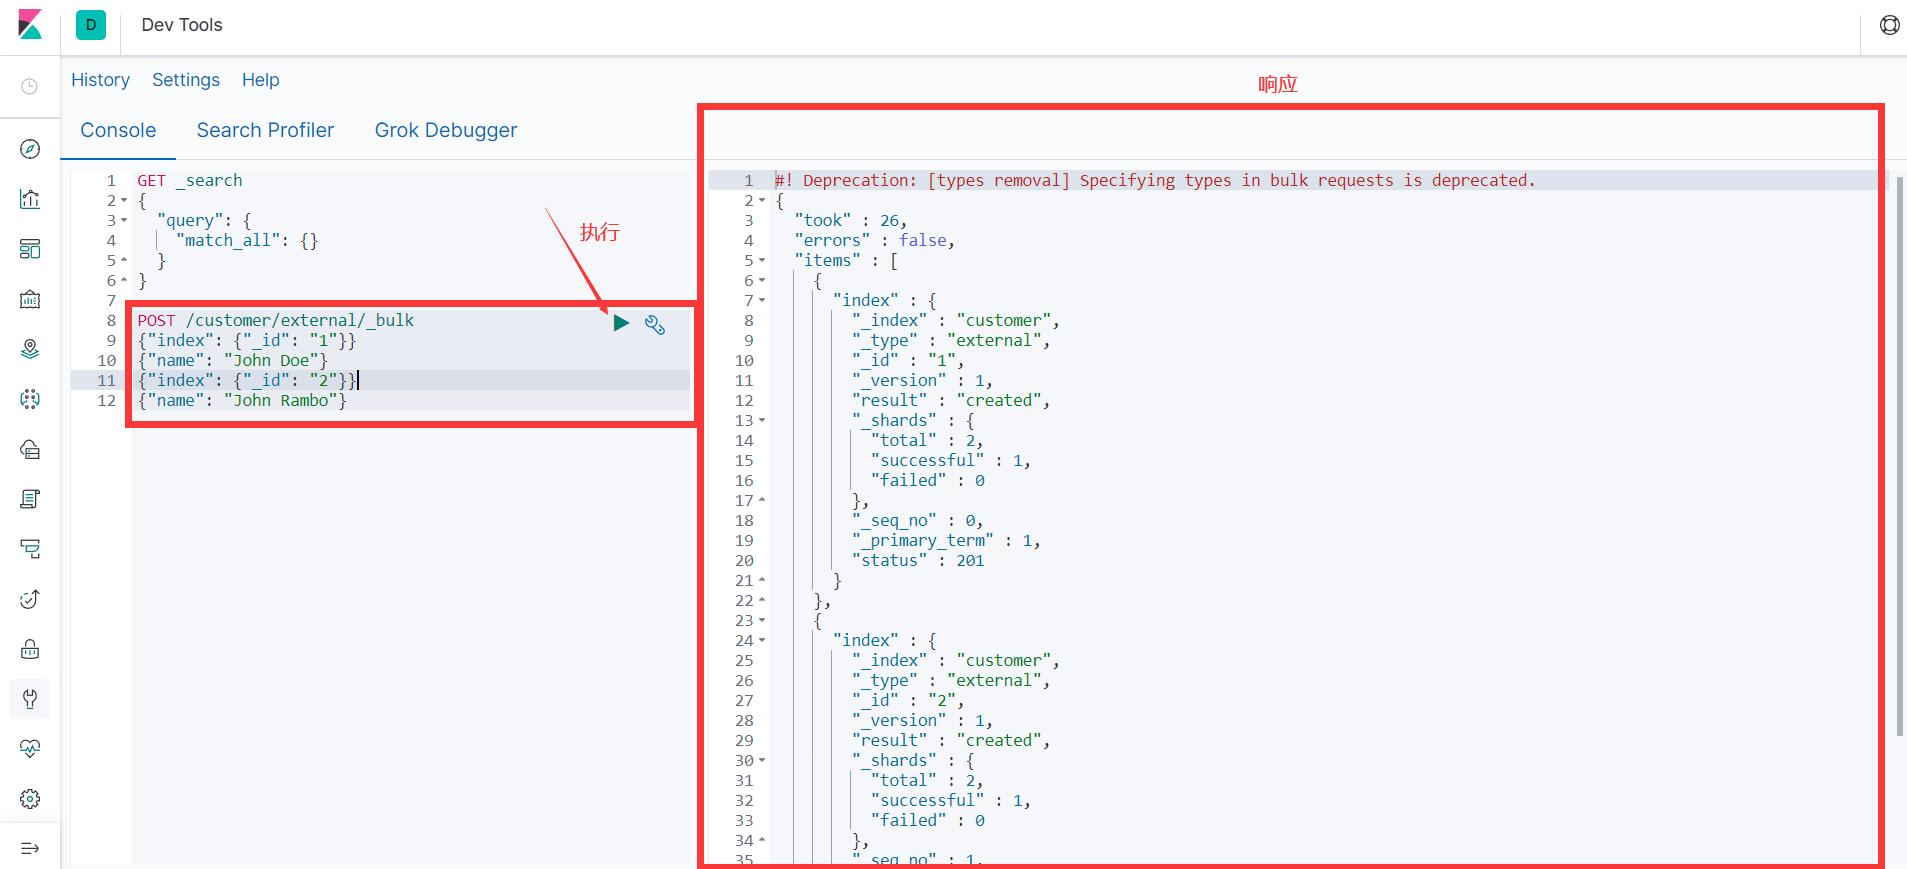 D
Dev Tools
History
Settings
Help
响应
Console
Search Profiler
Grok Debugger
1 GET _search
2 {
3 "query": {
4 "match_all": {}
5 }
6 }
执行
7
8 POST /customer/external/_bulk
9 {"index": {"_id": "1"}}
10 {"name": "John Doe"}
11 {"index": {"_id": "2"}}
12 {"name": "John Rambo"}
1 #! Deprecation: [types removal] Specifying types in bulk requests is deprecated.
2 {
3 "took" : 26,
4 "errors" : false,
5 "items" : [
6 {
7 "index" : {
8 "_index" : "customer",
9 "_type" : "external",
10 "_id" : "1",
11 "_version" : 1,
12 "result" : "created",
13 "_shards" : {
14 "total" : 2,
15 "successful" : 1,
16 "failed" : 0
17 },
18 "_seq_no" : 0,
19 "_primary_term" : 1,
20 "status" : 201
21 }
22 },
23 {
24 "index" : {
25 "_index" : "customer",
26 "_type" : "external",
27 "_id" : "2",
28 "_version" : 1,
29 "result" : "created",
30 "_shards" : {
31 "total" : 2,
32 "successful" : 1,
33 "failed" : 0
34 },
35 "_seq_no" : 1,